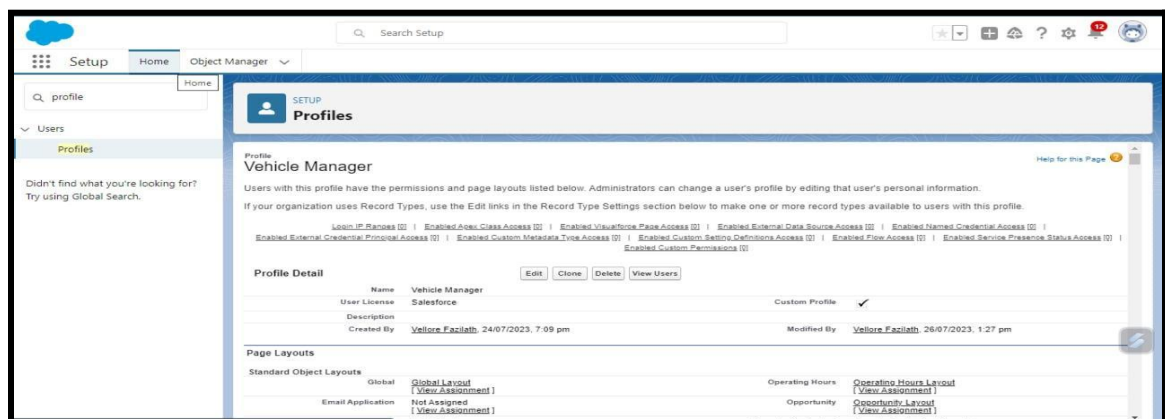 Search Setup
12
Setup Home Object Manager
Home
profile
Users
Profiles
Didn't find what you're looking for?
Try using Global Search.
SETUP
Profiles
Profile
Vehicle Manager
Help for this Page
Users with this profile have the permissions and page layouts listed below. Administrators can change a user's profile by editing that user's personal information.
If your organization uses Record Types, use the Edit links in the Record Type Settings section below to make one or more record types available to users with this profile.
Login IP Ranges [0] | Enabled Apex Class Access [0] | Enabled Visualforce Page Access [0] | Enabled External Data Source Access [0] | Enabled Named Credential Access [0] |
Enabled External Credential Principal Access [0] | Enabled Custom Metadata Type Access [0] | Enabled Custom Setting Definitions Access [0] | Enabled Flow Access [0] | Enabled Service Presence Status Access [0] |
Enabled Custom Permissions [0]
Profile Detail Edit Clone Delete View Users
Name Vehicle Manager
User License Salesforce Custom Profile
Description
Created By Vellore Fazilath, 24/07/2023, 7:09 pm Modified By Vellore Fazilath, 26/07/2023, 1:27 pm
Page Layouts
Standard Object Layouts
Global Global Layout Operating Hours Operating Hours Layout
[ View Assignment ] [ View Assignment ]
Email Application Not Assigned Opportunity Opportunity Layout
[ View Assignment ] [ View Assignment ]